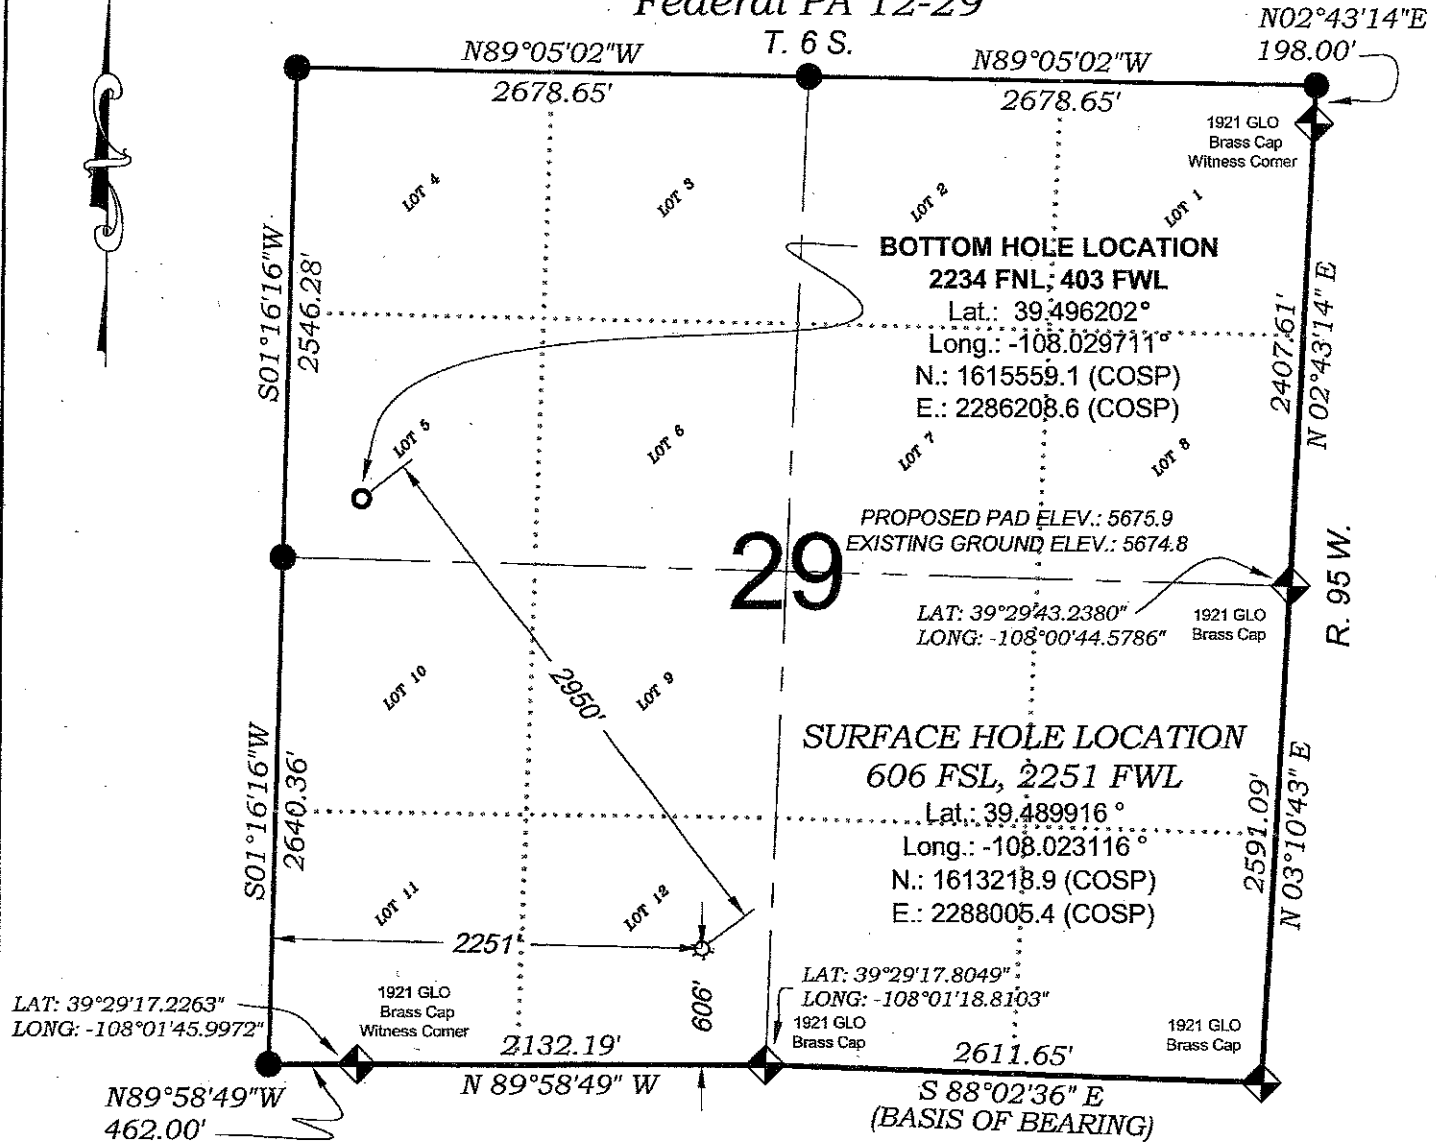 Federal PA 12-29
T. 6 S.
N02°43'14"E
198.00'
N89°05'02"W
2678.65'
N89°05'02"W
2678.65'
1921 GLO
Brass Cap
Witness Corner
LOT 4
LOT 3
LOT 2
LOT 1
BOTTOM HOLE LOCATION
2234 FNL, 403 FWL
Lat.: 39.496202°
Long.: -108.029711°
N.: 1615559.1 (COSP)
E.: 2286208.6 (COSP)
S01°16'16"W
2546.28'
2407.61'
N 02°43'14" E
LOT 5
LOT 6
LOT 7
LOT 8
PROPOSED PAD ELEV.: 5675.9
EXISTING GROUND ELEV.: 5674.8
29
R. 95 W.
LAT: 39°29'43.2380"
LONG: -108°00'44.5786"
1921 GLO
Brass Cap
LOT 10
LOT 9
2950'
SURFACE HOLE LOCATION
606 FSL, 2251 FWL
Lat.: 39.489916 °
Long.: -108.023116 °
N.: 1613218.9 (COSP)
E.: 2288005.4 (COSP)
S01°16'16"W
2640.36'
2591.09'
N 03°10'43" E
LOT 11
LOT 12
2251'
606'
LAT: 39°29'17.2263"
LONG: -108°01'45.9972"
1921 GLO
Brass Cap
Witness Corner
LAT: 39°29'17.8049"
LONG: -108°01'18.8103"
1921 GLO
Brass Cap
1921 GLO
Brass Cap
2132.19'
N 89°58'49" W
2611.65'
S 88°02'36" E
(BASIS OF BEARING)
N89°58'49"W
462.00'